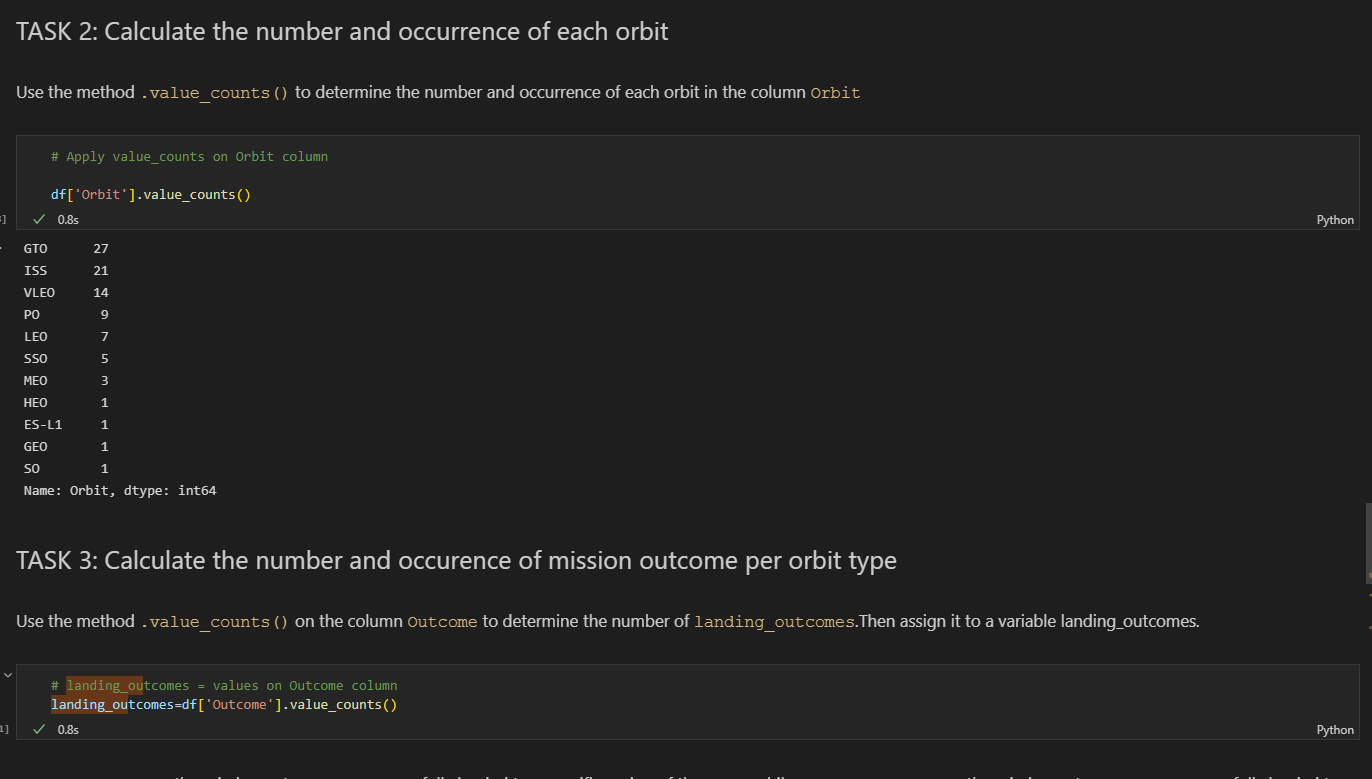 TASK 2: Calculate the number and occurrence of each orbit
Use the method .value_counts() to determine the number and occurrence of each orbit in the column Orbit
# Apply value_counts on Orbit column
df['Orbit'].value_counts()
0.8s
Python
GTO 27
ISS 21
VLEO 14
PO 9
LEO 7
SSO 5
MEO 3
HEO 1
ES-L1 1
GEO 1
SO 1
Name: Orbit, dtype: int64
TASK 3: Calculate the number and occurence of mission outcome per orbit type
Use the method .value_counts() on the column Outcome to determine the number of landing_outcomes.Then assign it to a variable landing_outcomes.
# landing_outcomes = values on Outcome column
landing_outcomes=df['Outcome'].value_counts()
1]
0.8s
Python